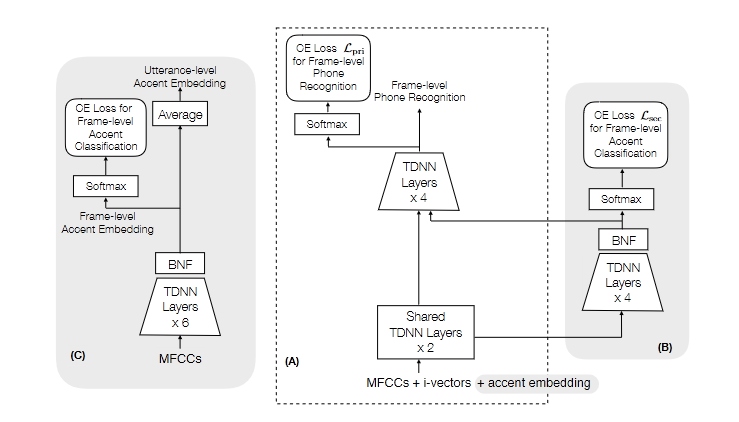 Utterance-level
Accent Embedding
CE Loss for
Frame-level
Accent
Classification
Average
Softmax
Frame-level
Accent Embedding
BNF
TDNN
Layers
x 6
(C)
MFCCs
CE Loss ℒpri
for Frame-level
Phone
Recognition
Frame-level
Phone Recognition
Softmax
TDNN
Layers
x 4
Shared
TDNN Layers
x 2
(A)
MFCCs + i-vectors + accent embedding
CE Loss ℒsec
for Frame-level
Accent
Classification
Softmax
BNF
TDNN
Layers
x 4
(B)